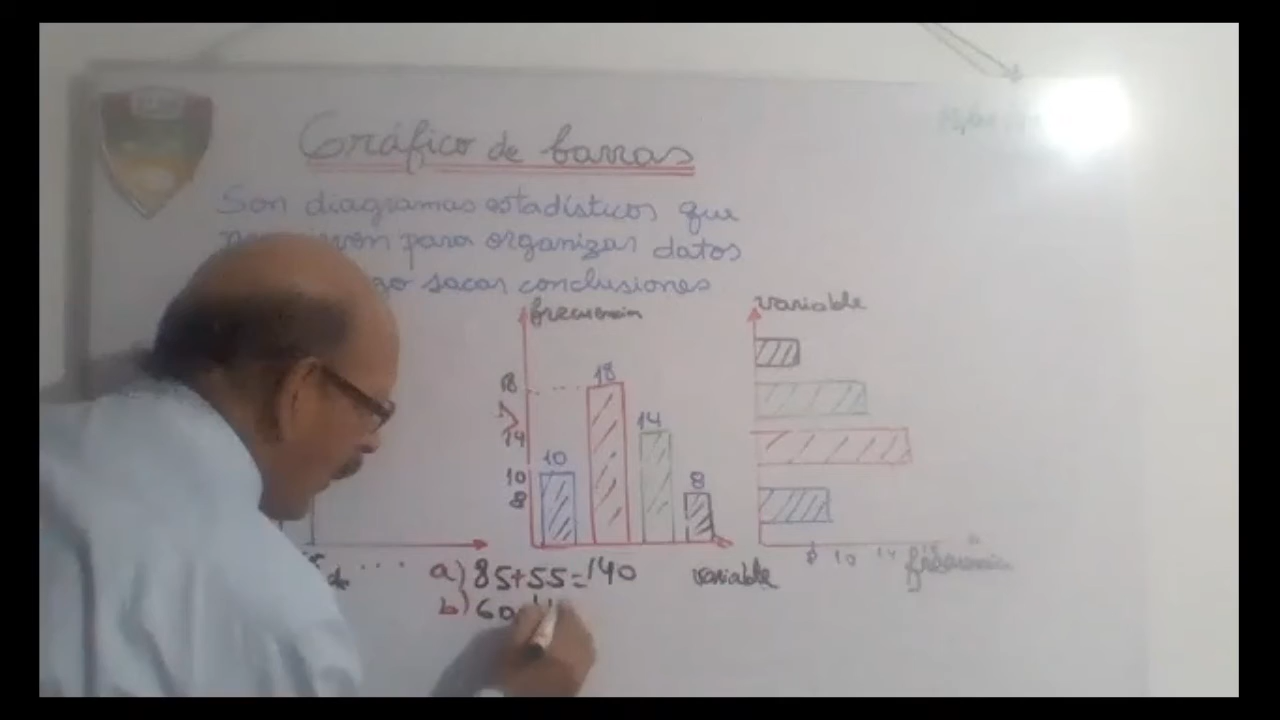 Gráfico de barras
Son diagramas estadísticos que
para organizar datos
sacar conclusiones
frecuencia
variable
18
18
14
14
10
10
8
8
variable
8 10 14
frecuencia
de . . . .
a) 85+55=140
b) 60